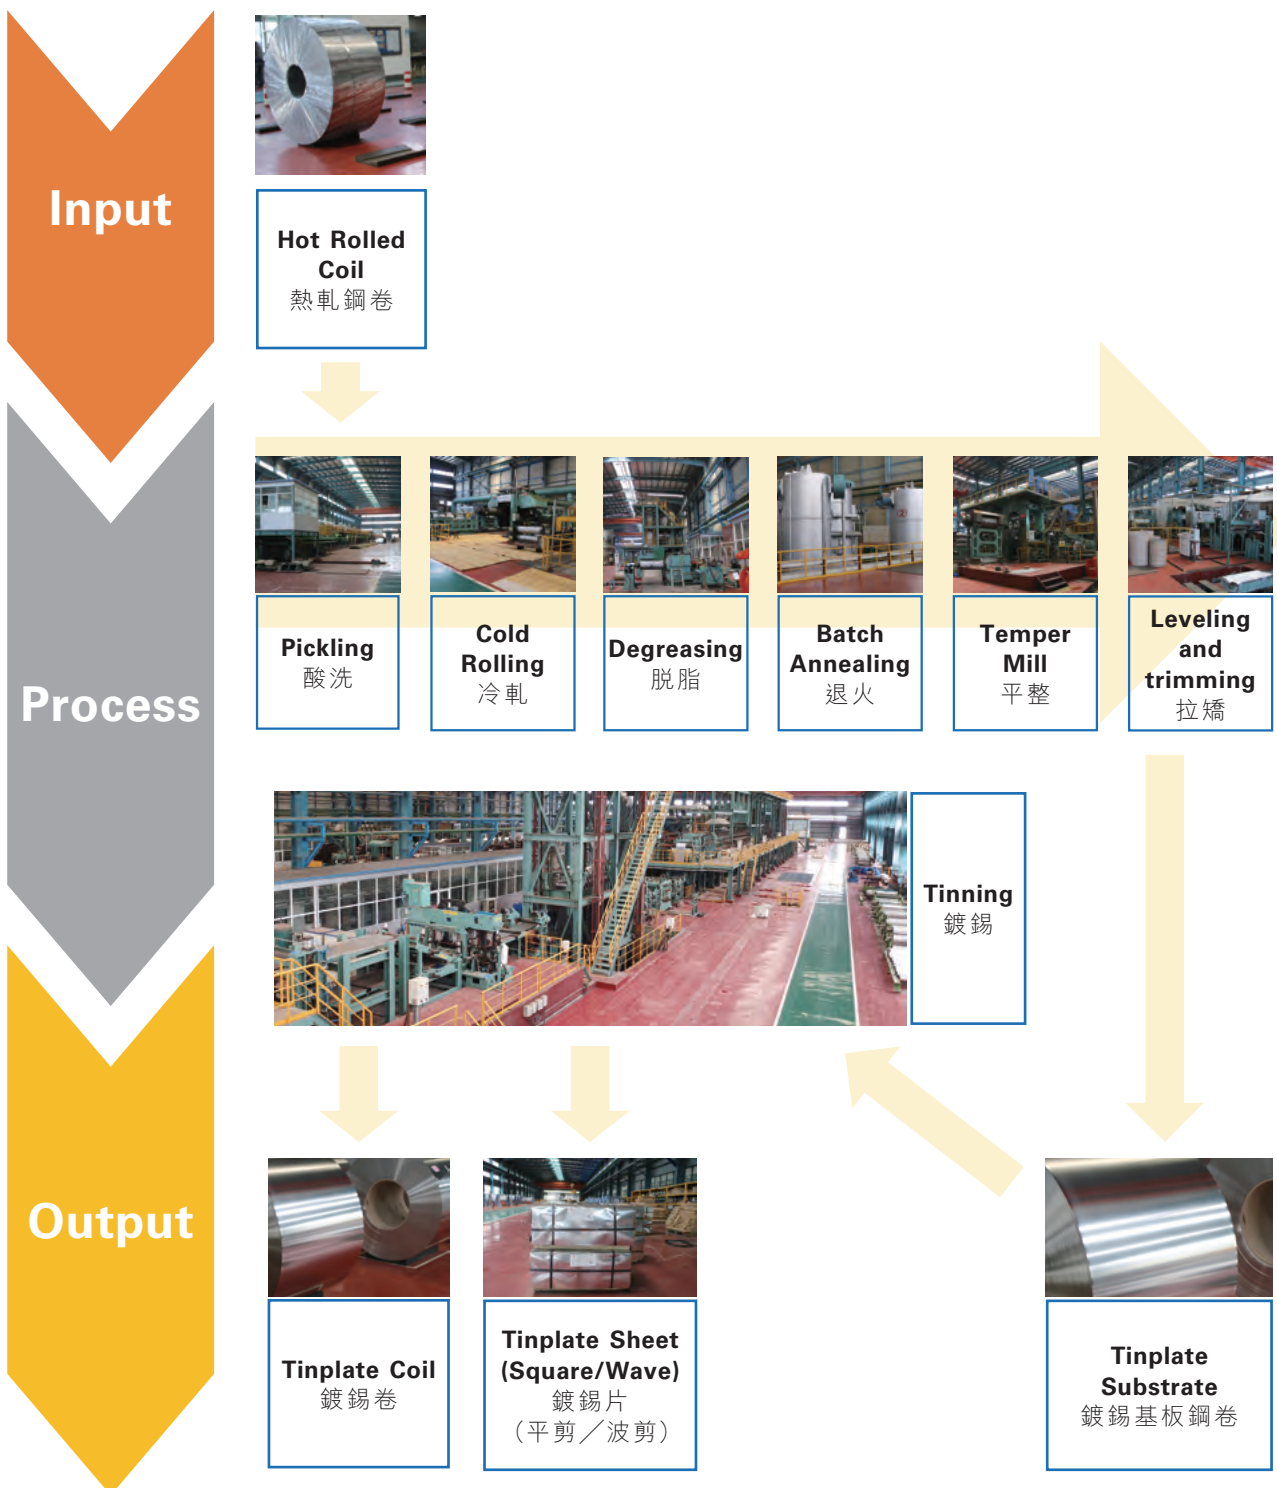 Input
Hot Rolled
Coil
熱軋鋼卷
Process
Pickling
酸洗
Cold
Rolling
冷軋
Degreasing
脱脂
Batch
Annealing
退火
Temper
Mill
平整
Leveling
and
trimming
拉矯
Tinning
鍍錫
Output
Tinplate Coil
鍍錫卷
Tinplate Sheet
(Square/Wave)
鍍錫片
（平剪／波剪）
Tinplate
Substrate
鍍錫基板鋼卷